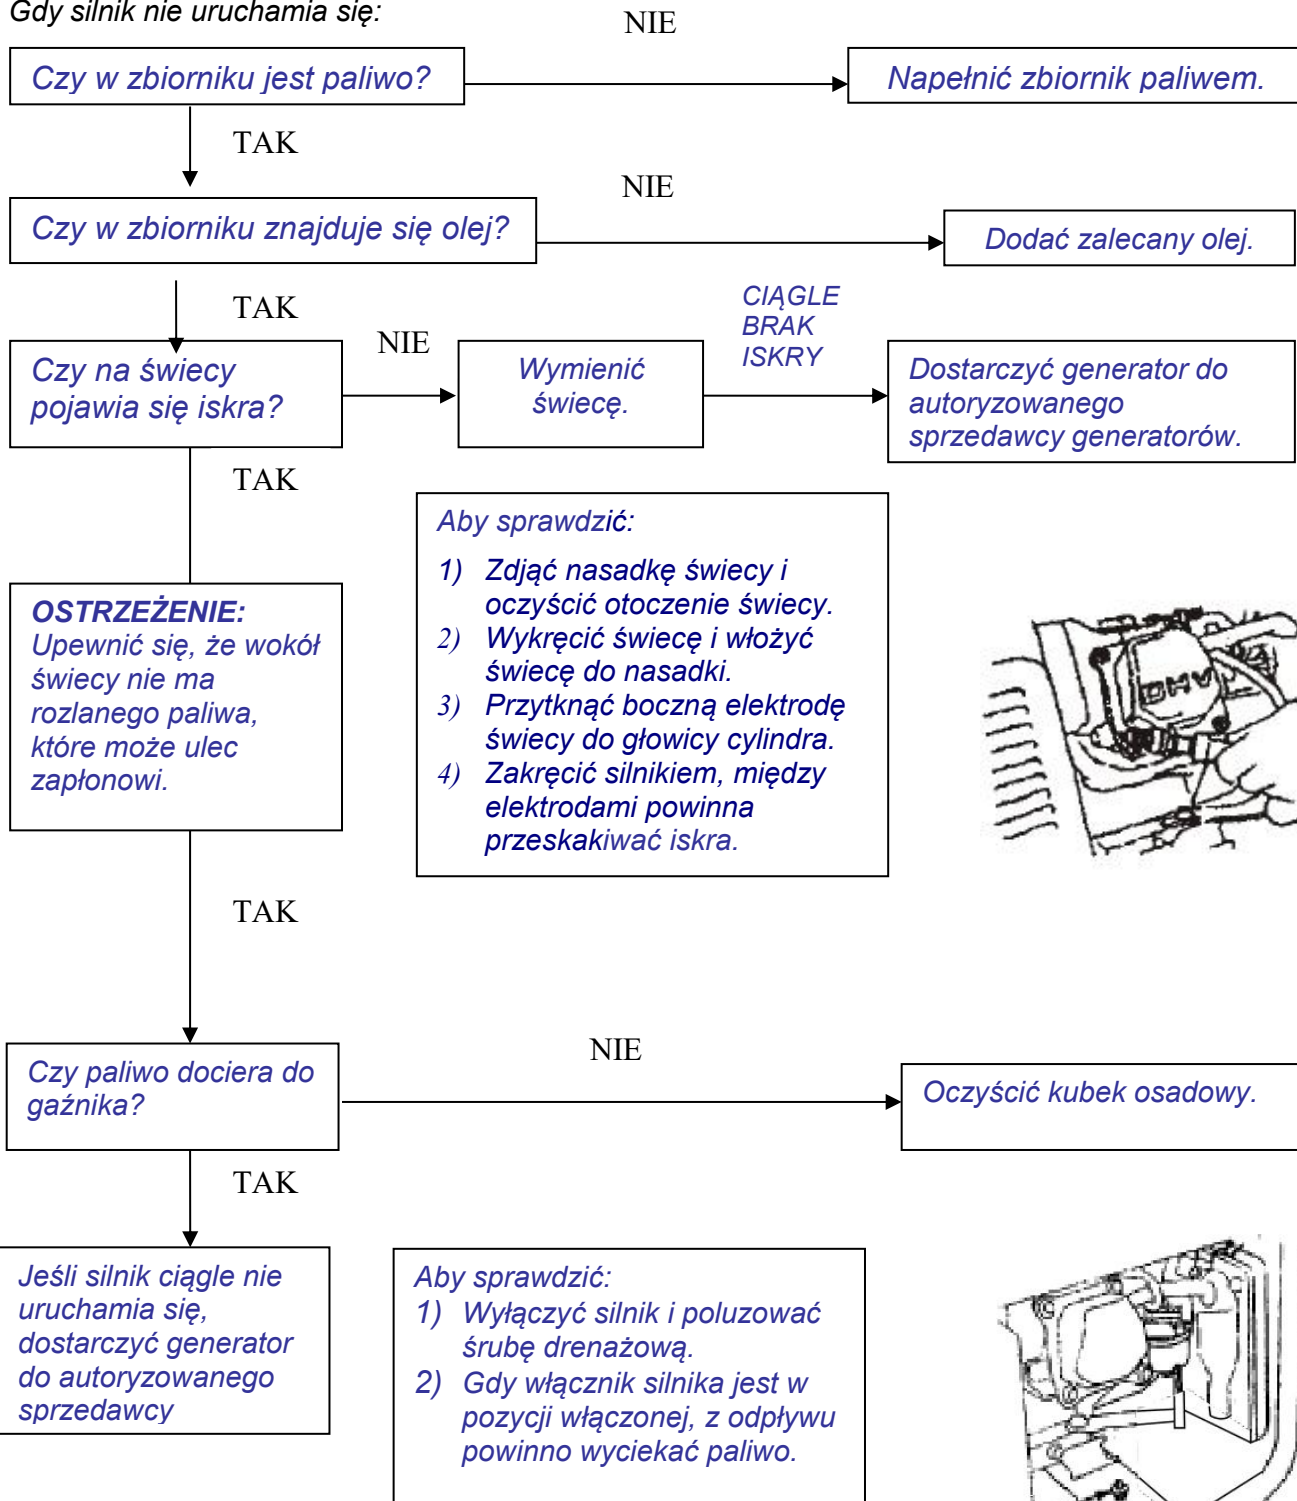 Gdy silnik nie uruchamia się:
NIE
Czy w zbiorniku jest paliwo?
Napełnić zbiornik paliwem.
TAK
NIE
Czy w zbiorniku znajduje się olej?
Dodać zalecany olej.
TAK
NIE
CIĄGLE
BRAK
ISKRY
Czy na świecy
pojawia się iskra?
Wymienić
świecę.
Dostarczyć generator do
autoryzowanego
sprzedawcy generatorów.
TAK
Aby sprawdzić:
1) Zdjąć nasadkę świecy i
oczyścić otoczenie świecy.
2) Wykręcić świecę i włożyć
świecę do nasadki.
3) Przytknąć boczną elektrodę
świecy do głowicy cylindra.
4) Zakręcić silnikiem, między
elektrodami powinna
przeskakiwać iskra.
OSTRZEŻENIE:
Upewnić się, że wokół
świecy nie ma
rozlanego paliwa,
które może ulec
zapłonowi.
OHV
TAK
NIE
Czy paliwo dociera do
gaźnika?
Oczyścić kubek osadowy.
TAK
Jeśli silnik ciągle nie
uruchamia się,
dostarczyć generator
do autoryzowanego
sprzedawcy
Aby sprawdzić:
1) Wyłączyć silnik i poluzować
śrubę drenażową.
2) Gdy włącznik silnika jest w
pozycji włączonej, z odpływu
powinno wyciekać paliwo.